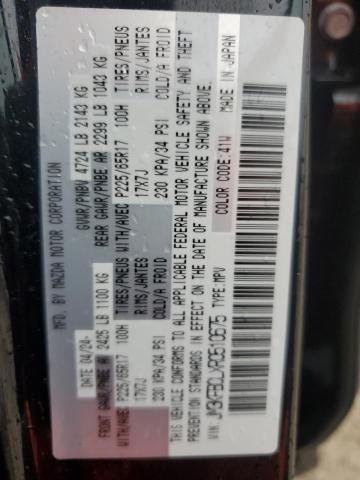 MFD. BY MAZDA MOTOR CORPORATION
DATE 04/24 GVWR/PNBV 4724 LB 2143 KG
FRONT GAWR/PNBE AR 2425 LB 1100 KG REAR GAWR/PNBE AR 2299 LB 1043 KG
WITH/AVEC P225/65R17 100H TIRES/PNEUS WITH/AVEC P225/65R17 100H TIRES/PNEUS
17X7J RIMS/JANTES 17X7J RIMS/JANTES
230 KPA/34 PSI COLD/A FROID 230 KPA/34 PSI COLD/A FROID
THIS VEHICLE CONFORMS TO ALL APPLICABLE FEDERAL MOTOR VEHICLE SAFETY AND THEFT
PREVENTION STANDARDS IN EFFECT ON THE DATE OF MANUFACTURE SHOWN ABOVE.
TYPE:MPV COLOR CODE:41W MADE IN JAPAN